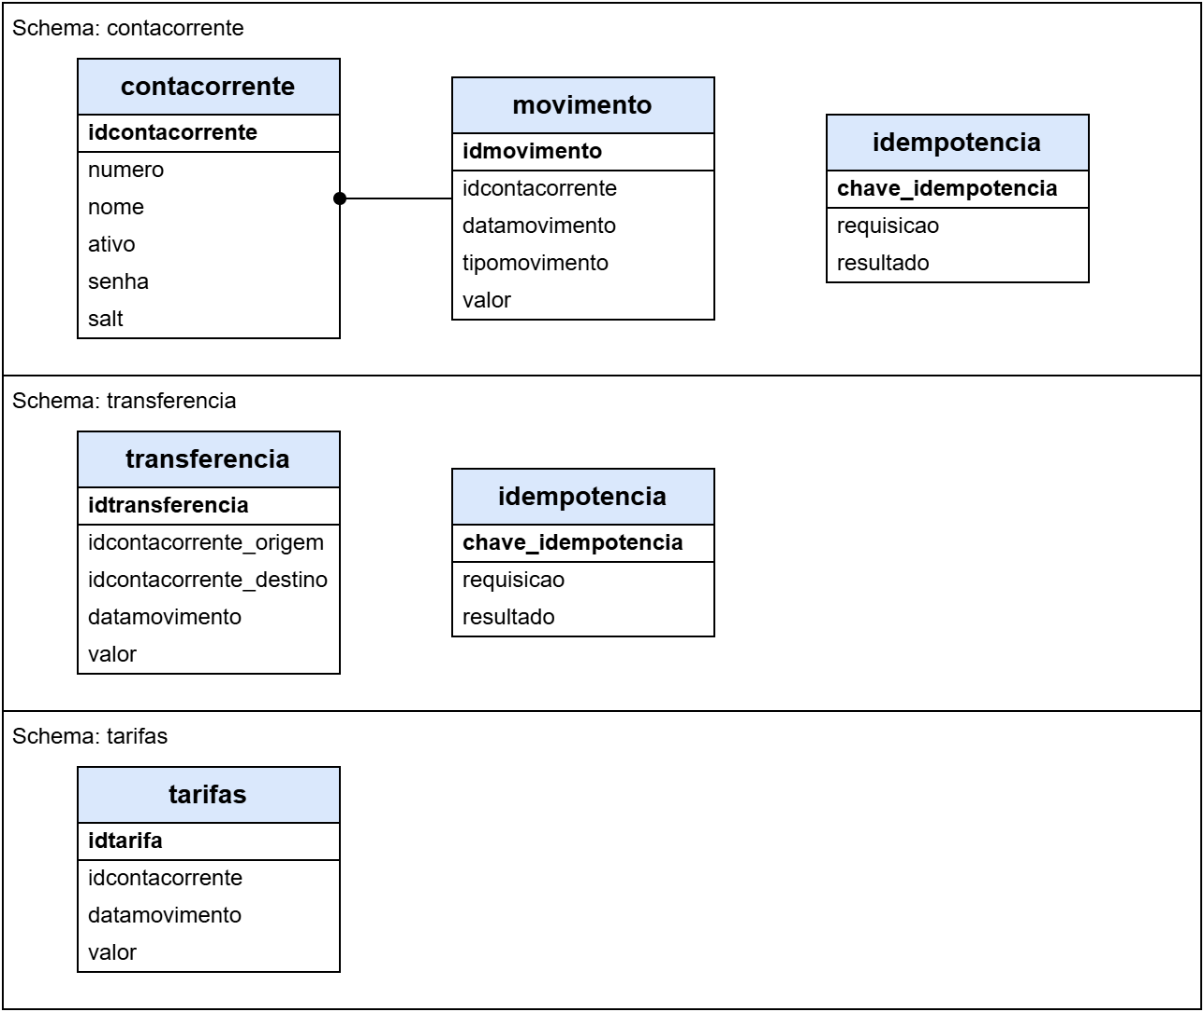 Schema: contacorrente
contacorrente
idcontacorrente
numero
nome
ativo
senha
salt
movimento
idmovimento
idcontacorrente
datamovimento
tipomovimento
valor
idempotencia
chave_idempotencia
requisicao
resultado
Schema: transferencia
transferencia
idtransferencia
idcontacorrente_origem
idcontacorrente_destino
datamovimento
valor
idempotencia
chave_idempotencia
requisicao
resultado
Schema: tarifas
tarifas
idtarifa
idcontacorrente
datamovimento
valor